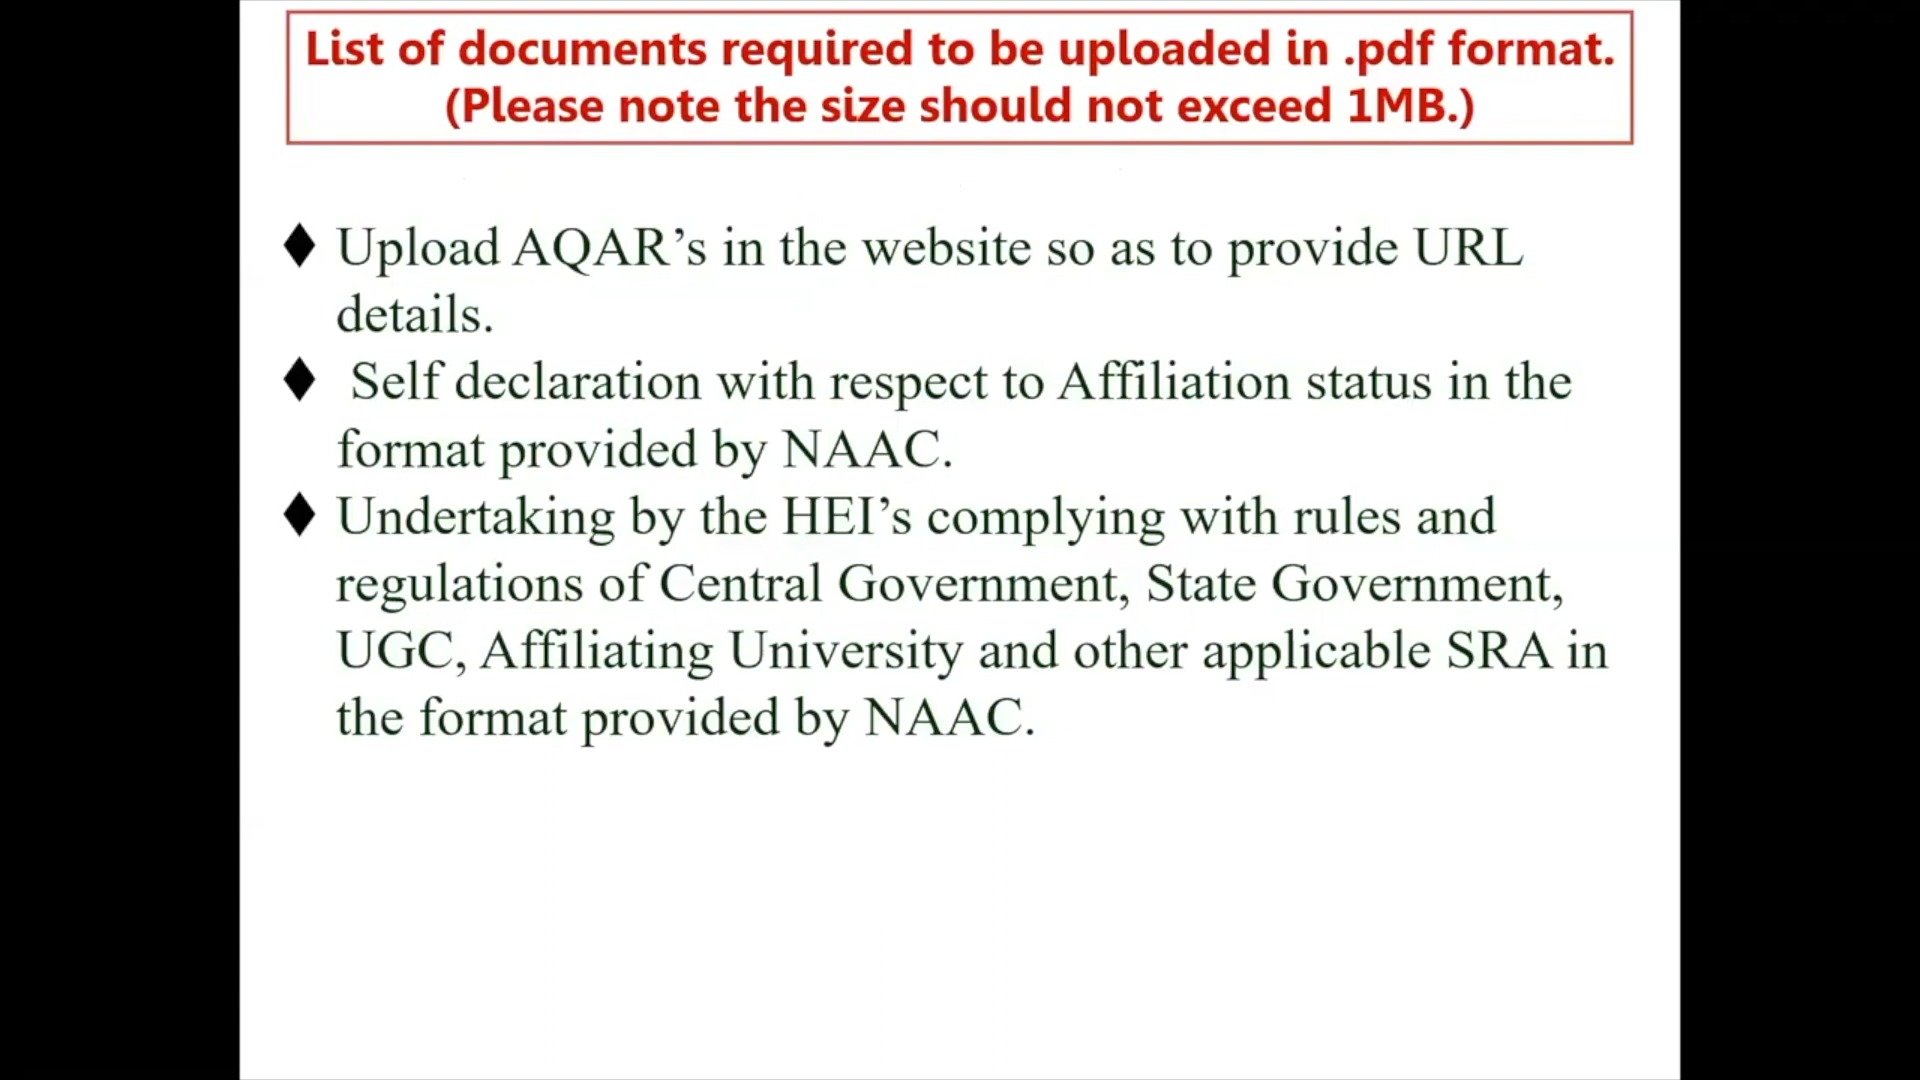 List of documents required to be uploaded in .pdf format.
(Please note the size should not exceed 1MB.)
♦ Upload AQAR’s in the website so as to provide URL
details.
♦ Self declaration with respect to Affiliation status in the
format provided by NAAC.
♦ Undertaking by the HEI’s complying with rules and
regulations of Central Government, State Government,
UGC, Affiliating University and other applicable SRA in
the format provided by NAAC.